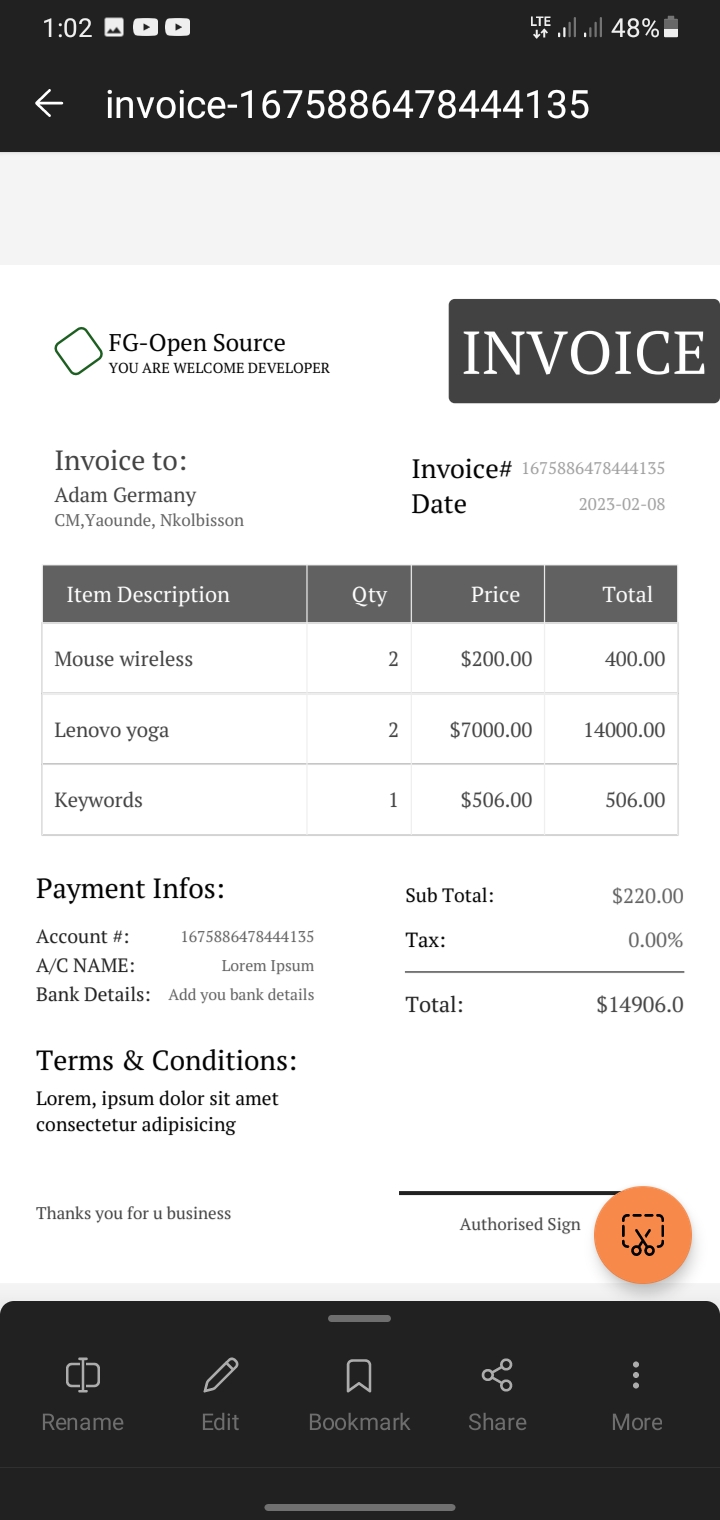 1:02 LTE 48%
invoice-1675886478444135
FG-Open Source
YOU ARE WELCOME DEVELOPER
INVOICE
Invoice to:
Adam Germany
CM,Yaounde, Nkolbisson
Invoice# 1675886478444135
Date 2023-02-08
Item Description Qty Price Total
Mouse wireless 2 $200.00 400.00
Lenovo yoga 2 $7000.00 14000.00
Keywords 1 $506.00 506.00
Payment Infos:
Account #: 1675886478444135
A/C NAME: Lorem Ipsum
Bank Details: Add you bank details
Sub Total: $220.00
Tax: 0.00%
Total: $14906.0
Terms & Conditions:
Lorem, ipsum dolor sit amet
consectetur adipisicing
Thanks you for u business
Authorised Sign
Rename Edit Bookmark Share More